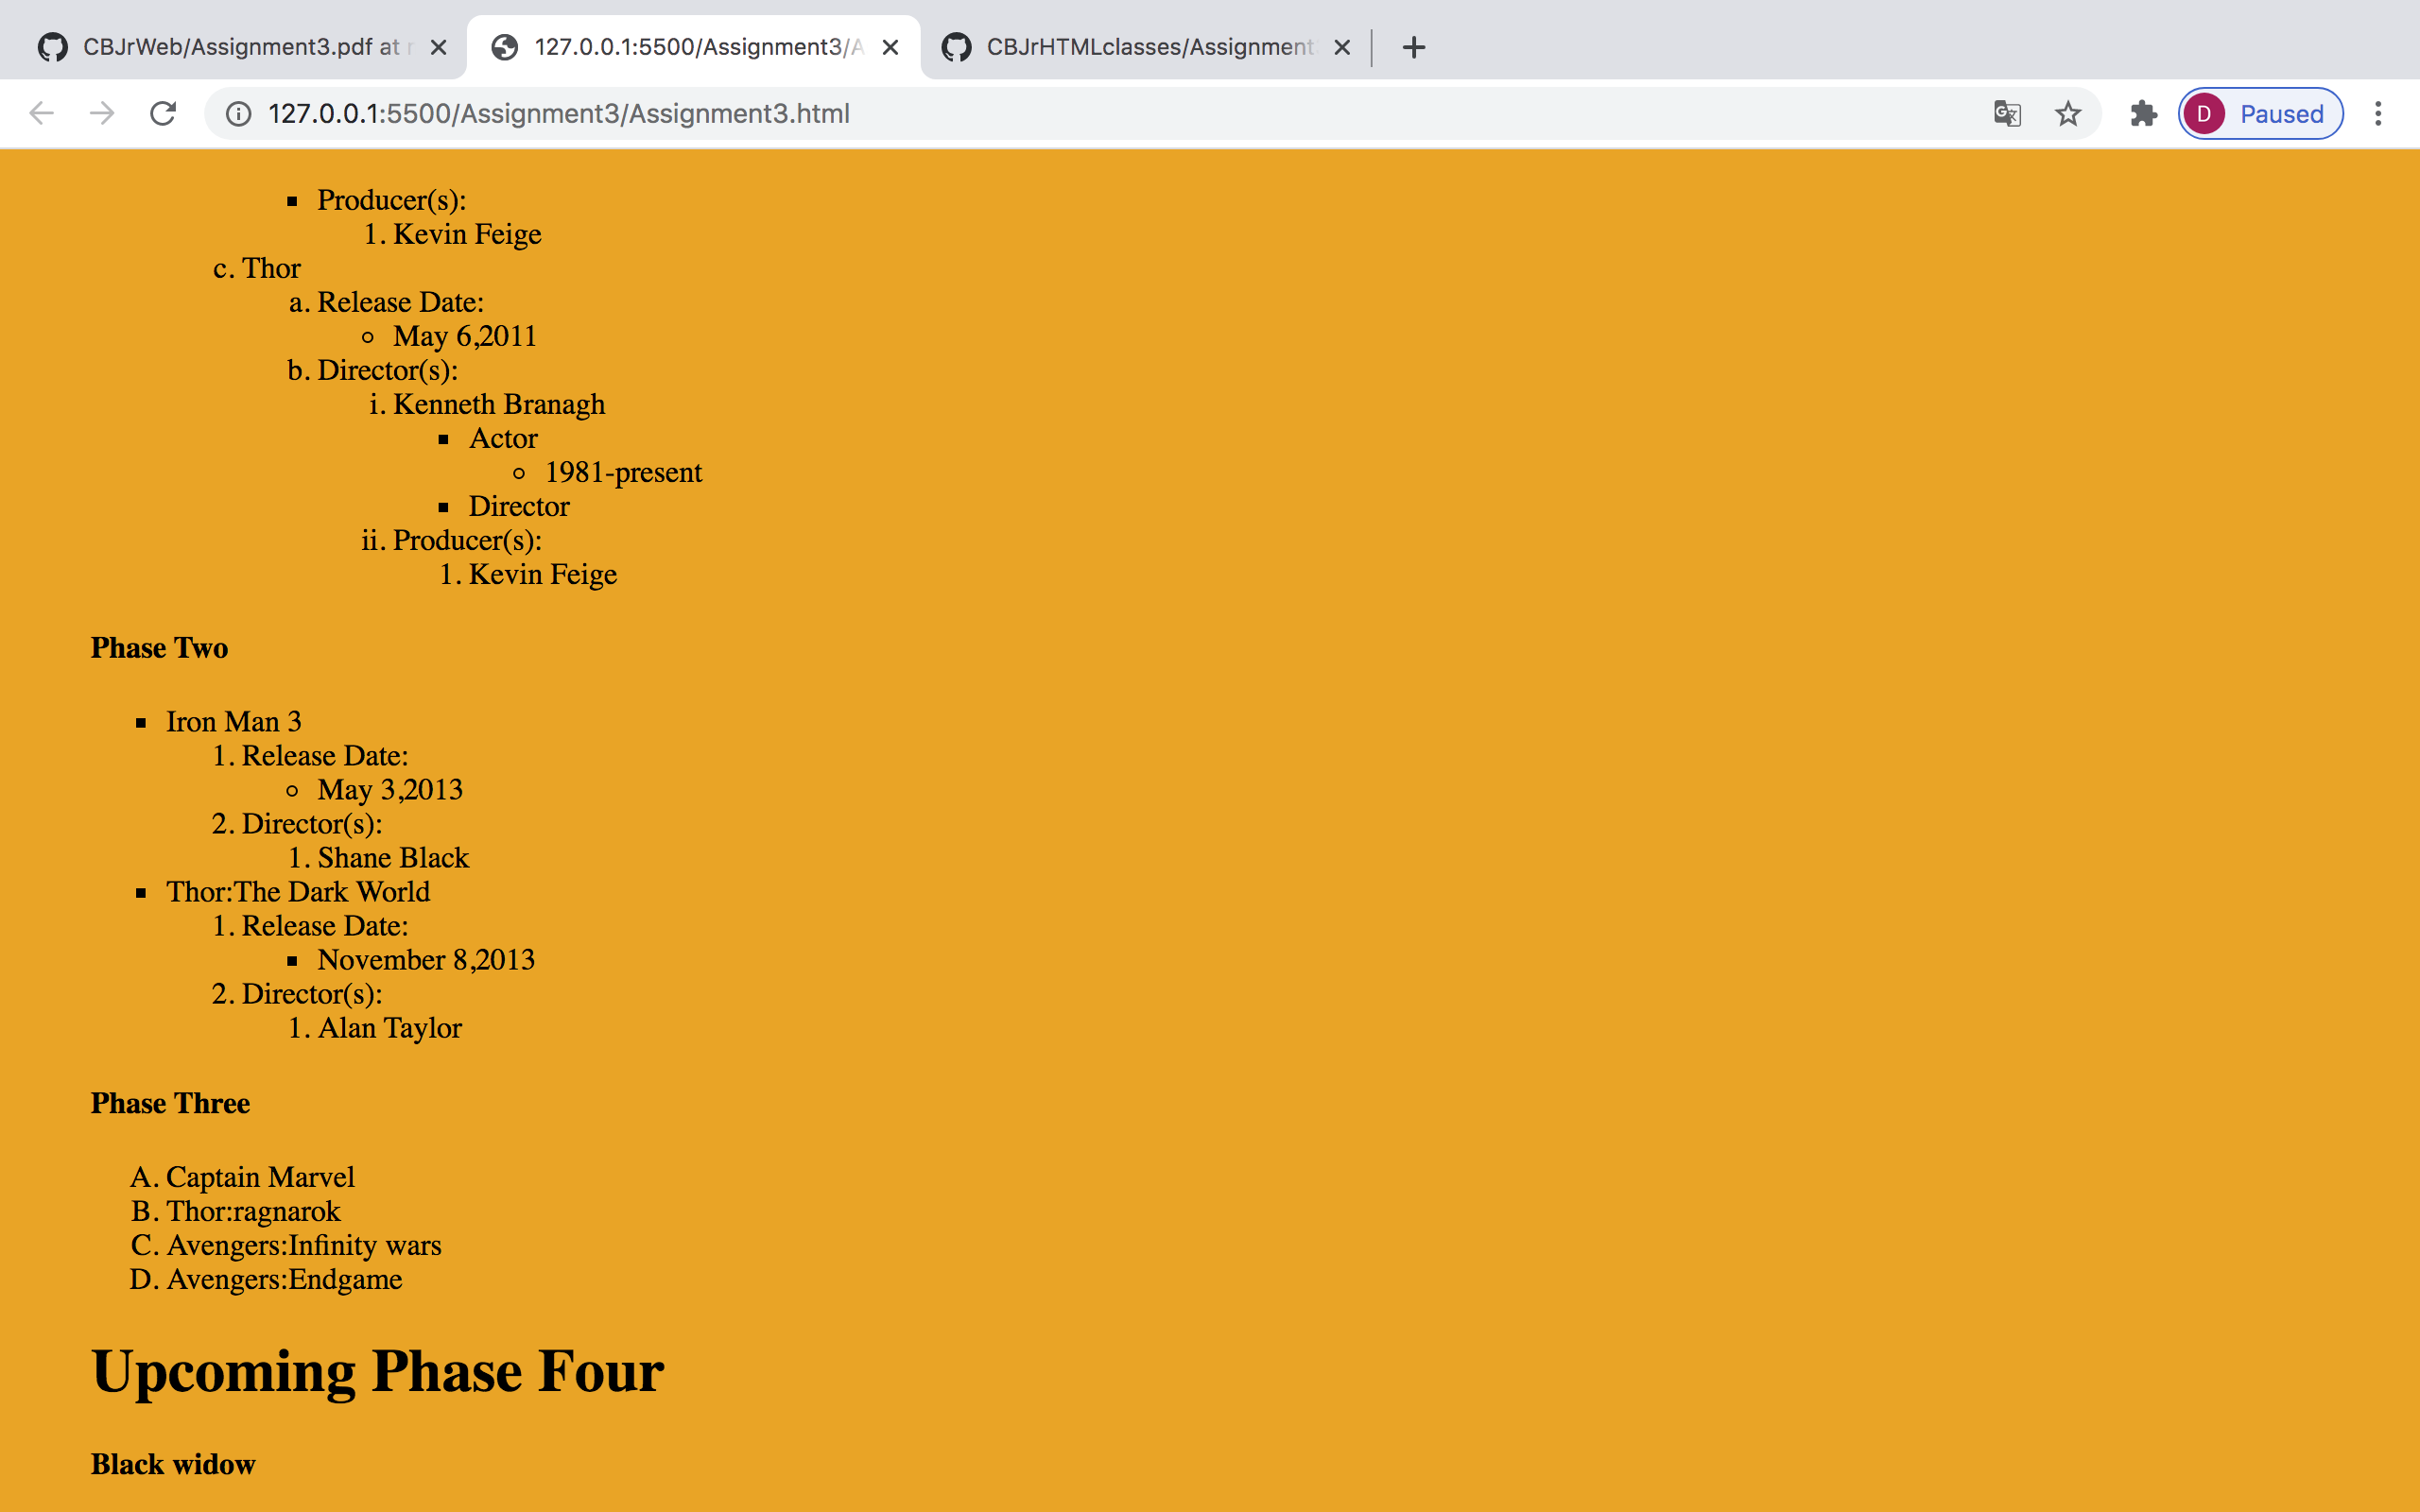 CBJrWeb/Assignment3.pdf at
127.0.0.1:5500/Assignment3/A
CBJrHTMLclasses/Assignment
127.0.0.1:5500/Assignment3/Assignment3.html
D Paused
▪ Producer(s):
1. Kevin Feige
c. Thor
a. Release Date:
◦ May 6,2011
b. Director(s):
i. Kenneth Branagh
▪ Actor
◦ 1981-present
▪ Director
ii. Producer(s):
1. Kevin Feige
Phase Two
▪ Iron Man 3
1. Release Date:
◦ May 3,2013
2. Director(s):
1. Shane Black
▪ Thor:The Dark World
1. Release Date:
▪ November 8,2013
2. Director(s):
1. Alan Taylor
Phase Three
A. Captain Marvel
B. Thor:ragnarok
C. Avengers:Infinity wars
D. Avengers:Endgame
Upcoming Phase Four
Black widow